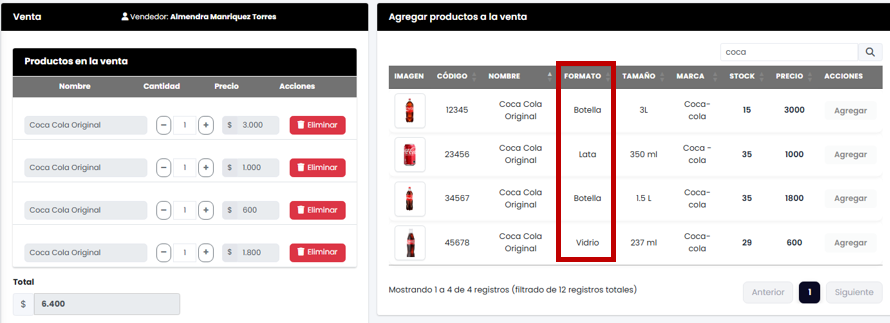 Venta
Vendedor: Almendra Manriquez Torres
Productos en la venta
Nombre Cantidad Precio Acciones
Coca Cola Original − 1 + $ 3.000 Eliminar
Coca Cola Original − 1 + $ 1.000 Eliminar
Coca Cola Original − 1 + $ 600 Eliminar
Coca Cola Original − 1 + $ 1.800 Eliminar
Total
$ 6.400
Agregar productos a la venta
coca
IMAGEN CÓDIGO NOMBRE FORMATO TAMAÑO MARCA STOCK PRECIO ACCIONES
12345 Coca Cola Original Botella 3L Coca-cola 15 3000 Agregar
23456 Coca Cola Original Lata 350 ml Coca -cola 35 1000 Agregar
34567 Coca Cola Original Botella 1.5 L Coca-cola 35 1800 Agregar
45678 Coca Cola Original Vidrio 237 ml Coca-cola 29 600 Agregar
Mostrando 1 a 4 de 4 registros (filtrado de 12 registros totales)
Anterior 1 Siguiente